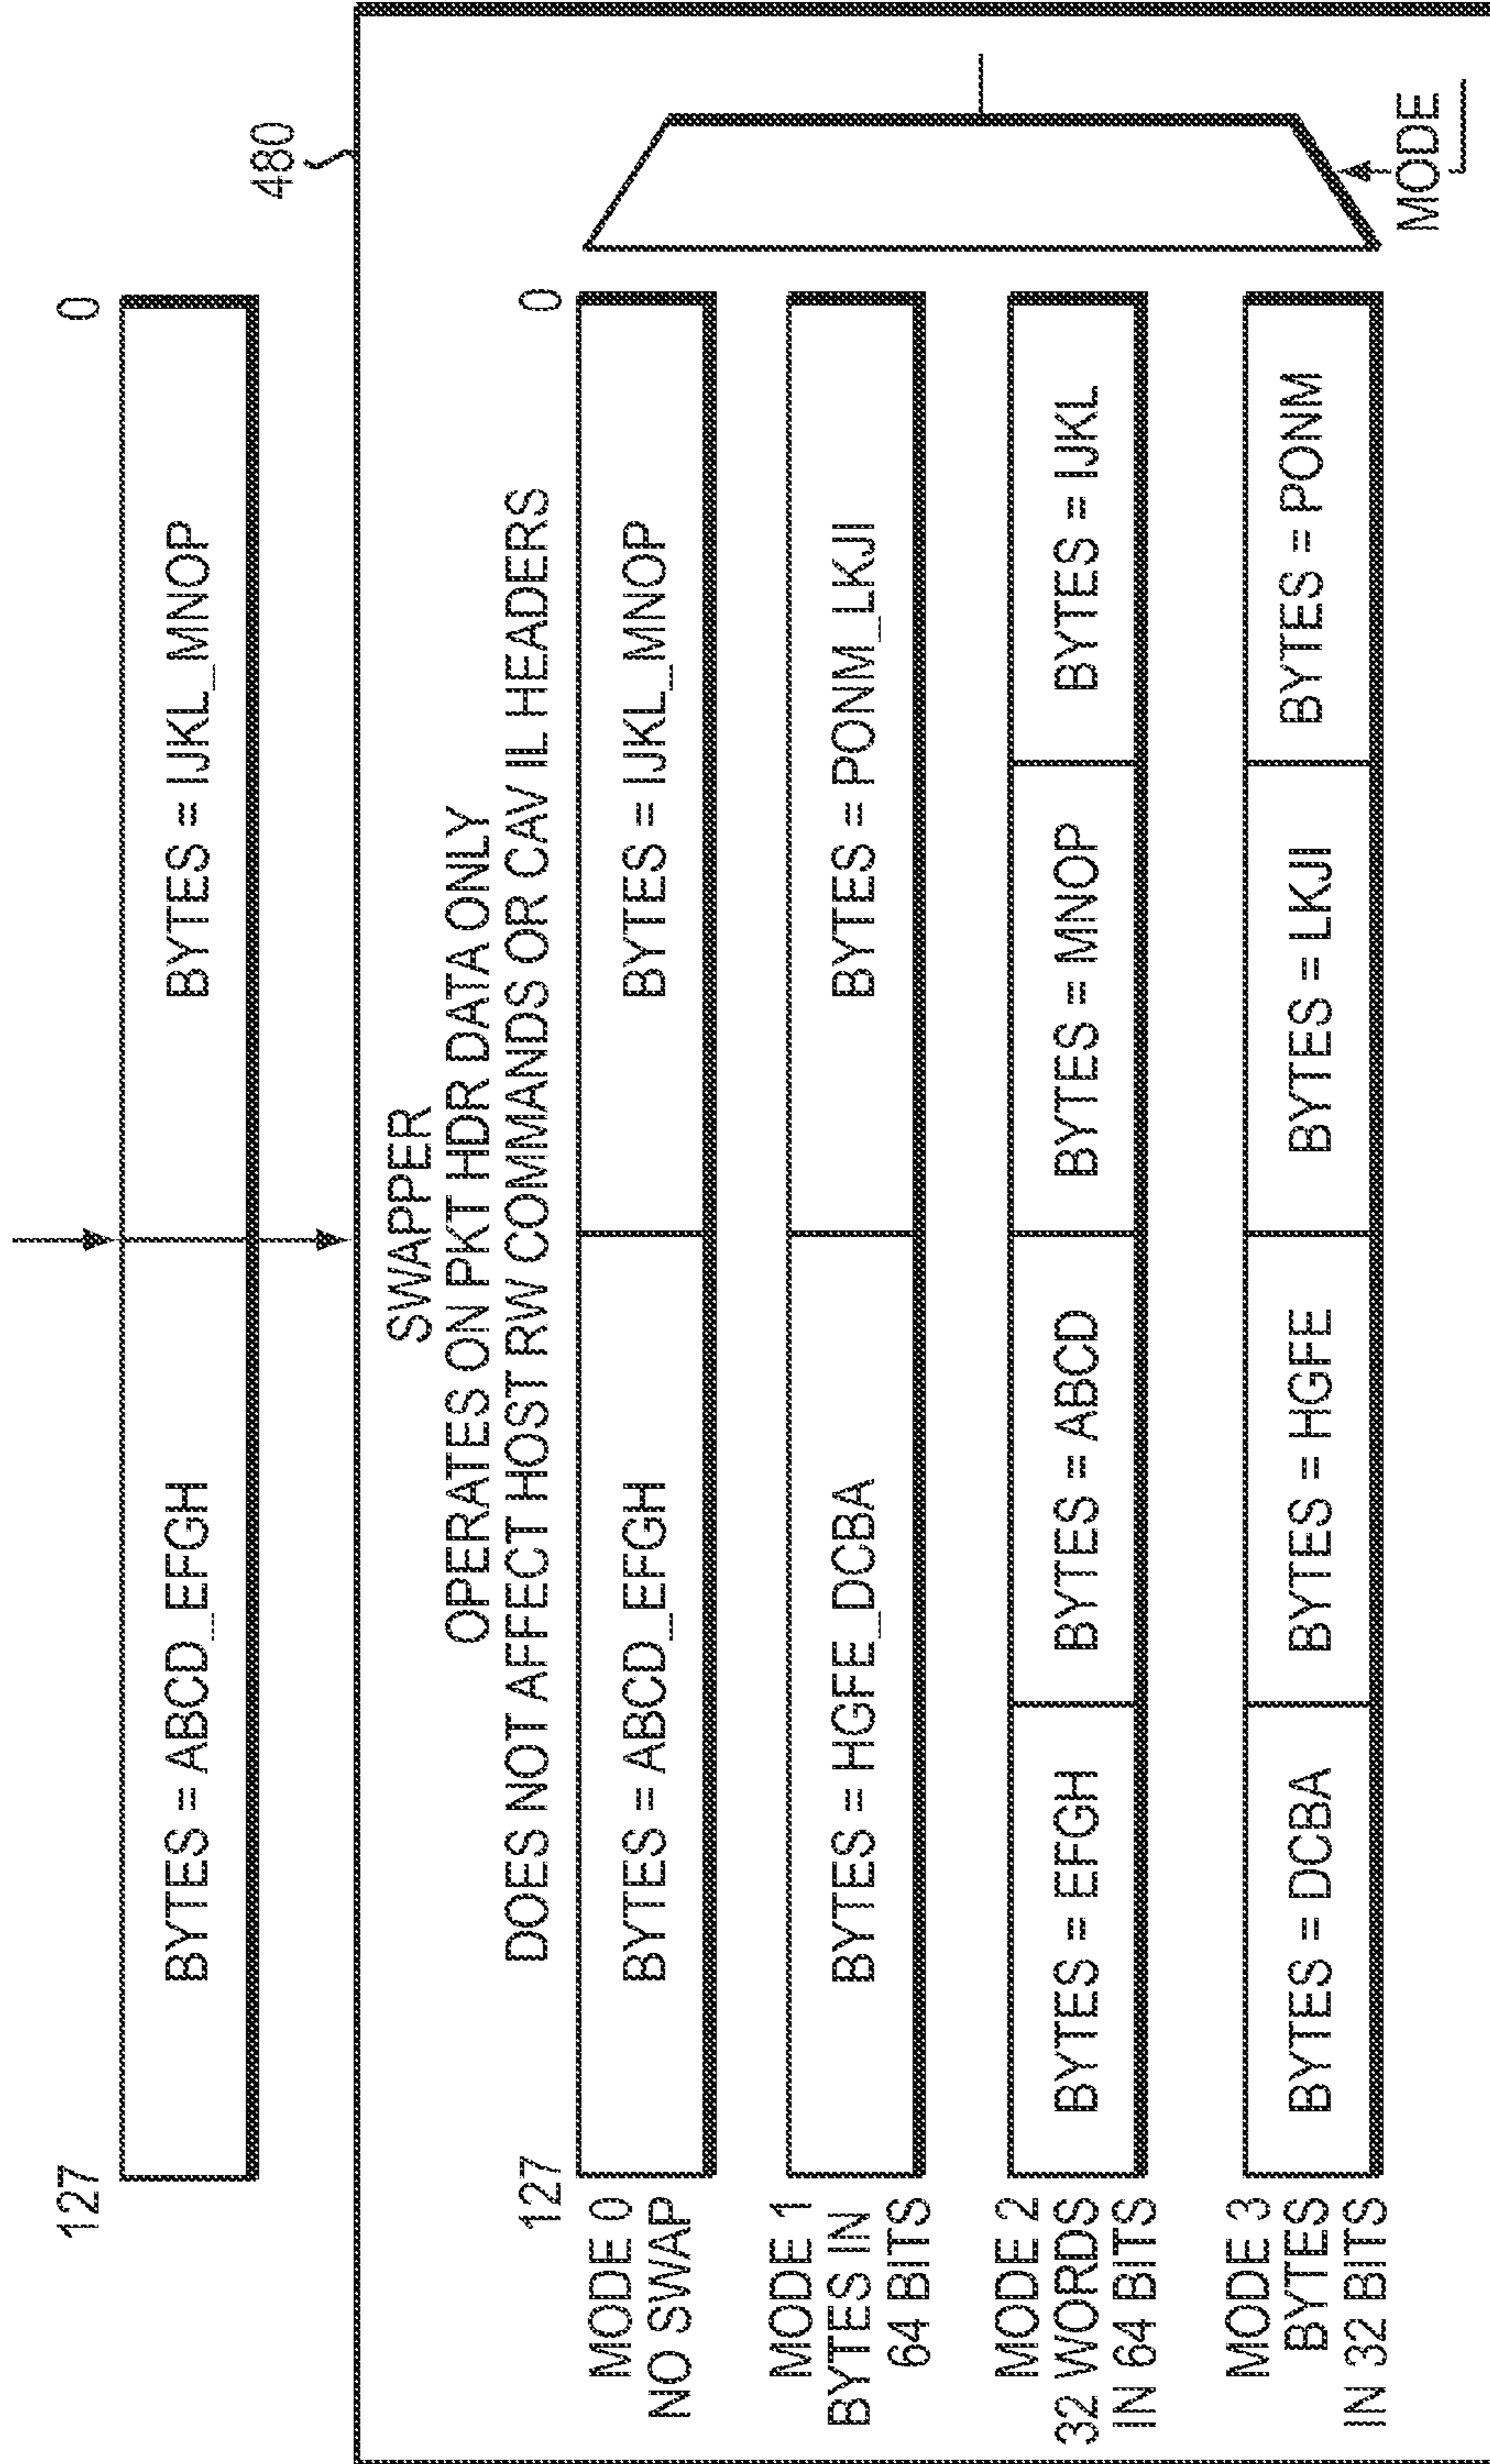 127
0
BYTES = ABCD_EFGH
BYTES = IJKL_MNOP
480
SWAPPER
OPERATES ON PKT HDR DATA ONLY
DOES NOT AFFECT HOST RW COMMANDS OR CAV IL HEADERS
127
0
MODE 0
NO SWAP
BYTES = ABCD_EFGH
BYTES = IJKL_MNOP
MODE 1
BYTES IN
64 BITS
BYTES = HGFE_DCBA
BYTES = PONM_LKJI
MODE 2
32 WORDS
IN 64 BITS
BYTES = EFGH
BYTES = ABCD
BYTES = MNOP
BYTES = IJKL
MODE 3
BYTES
IN 32 BITS
BYTES = DCBA
BYTES = HGFE
BYTES = LKJI
BYTES = PONM
MODE